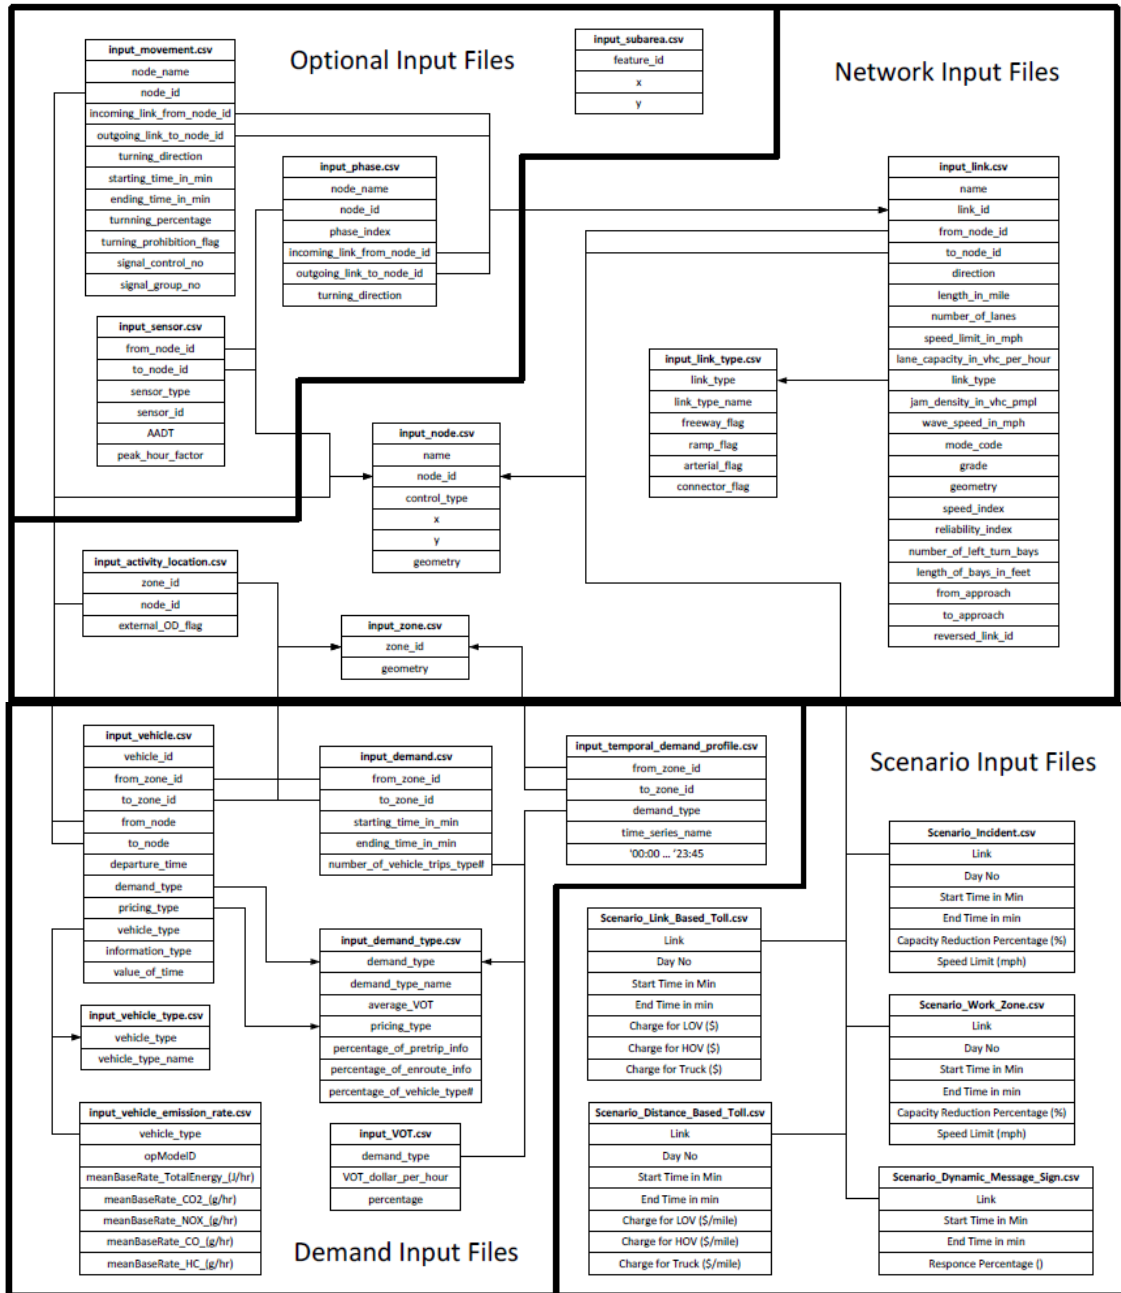 Optional Input Files
input_movement.csv
node_name
node_id
incoming_link_from_node_id
outgoing_link_to_node_id
turning_direction
starting_time_in_min
ending_time_in_min
turnning_percentage
turning_prohibition_flag
signal_control_no
signal_group_no
input_subarea.csv
feature_id
x
y
input_phase.csv
node_name
node_id
phase_index
incoming_link_from_node_id
outgoing_link_to_node_id
turning_direction
input_sensor.csv
from_node_id
to_node_id
sensor_type
sensor_id
AADT
peak_hour_factor
Network Input Files
input_link.csv
name
link_id
from_node_id
to_node_id
direction
length_in_mile
number_of_lanes
speed_limit_in_mph
lane_capacity_in_vhc_per_hour
link_type
jam_density_in_vhc_pmpl
wave_speed_in_mph
mode_code
grade
geometry
speed_index
reliability_index
number_of_left_turn_bays
length_of_bays_in_feet
from_approach
to_approach
reversed_link_id
input_link_type.csv
link_type
link_type_name
freeway_flag
ramp_flag
arterial_flag
connector_flag
input_node.csv
name
node_id
control_type
x
y
geometry
input_activity_location.csv
zone_id
node_id
external_OD_flag
input_zone.csv
zone_id
geometry
input_vehicle.csv
vehicle_id
from_zone_id
to_zone_id
from_node
to_node
departure_time
demand_type
pricing_type
vehicle_type
information_type
value_of_time
input_demand.csv
from_zone_id
to_zone_id
starting_time_in_min
ending_time_in_min
number_of_vehicle_trips_type#
input_temporal_demand_profile.csv
from_zone_id
to_zone_id
demand_type
time_series_name
'00:00 ... '23:45
input_demand_type.csv
demand_type
demand_type_name
average_VOT
pricing_type
percentage_of_pretrip_info
percentage_of_enroute_info
percentage_of_vehicle_type#
input_vehicle_type.csv
vehicle_type
vehicle_type_name
input_vehicle_emission_rate.csv
vehicle_type
opModeID
meanBaseRate_TotalEnergy_(J/hr)
meanBaseRate_CO2_(g/hr)
meanBaseRate_NOX_(g/hr)
meanBaseRate_CO_(g/hr)
meanBaseRate_HC_(g/hr)
input_VOT.csv
demand_type
VOT_dollar_per_hour
percentage
Demand Input Files
Scenario Input Files
Scenario_Incident.csv
Link
Day No
Start Time in Min
End Time in min
Capacity Reduction Percentage (%)
Speed Limit (mph)
Scenario_Link_Based_Toll.csv
Link
Day No
Start Time in Min
End Time in min
Charge for LOV ($)
Charge for HOV ($)
Charge for Truck ($)
Scenario_Work_Zone.csv
Link
Day No
Start Time in Min
End Time in min
Capacity Reduction Percentage (%)
Speed Limit (mph)
Scenario_Distance_Based_Toll.csv
Link
Day No
Start Time in Min
End Time in min
Charge for LOV ($/mile)
Charge for HOV ($/mile)
Charge for Truck ($/mile)
Scenario_Dynamic_Message_Sign.csv
Link
Start Time in Min
End Time in min
Responce Percentage ()